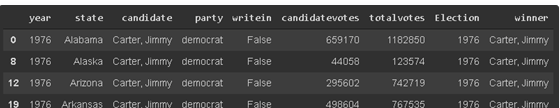 year state candidate party writein candidatevotes totalvotes Election winner
0 1976 Alabama Carter, Jimmy democrat False 659170 1182850 1976 Carter, Jimmy
8 1976 Alaska Carter, Jimmy democrat False 44058 123574 1976 Carter, Jimmy
12 1976 Arizona Carter, Jimmy democrat False 295602 742719 1976 Carter, Jimmy
19 1976 Arkansas Carter, Jimmy democrat False 498604 767535 1976 Carter, Jimmy